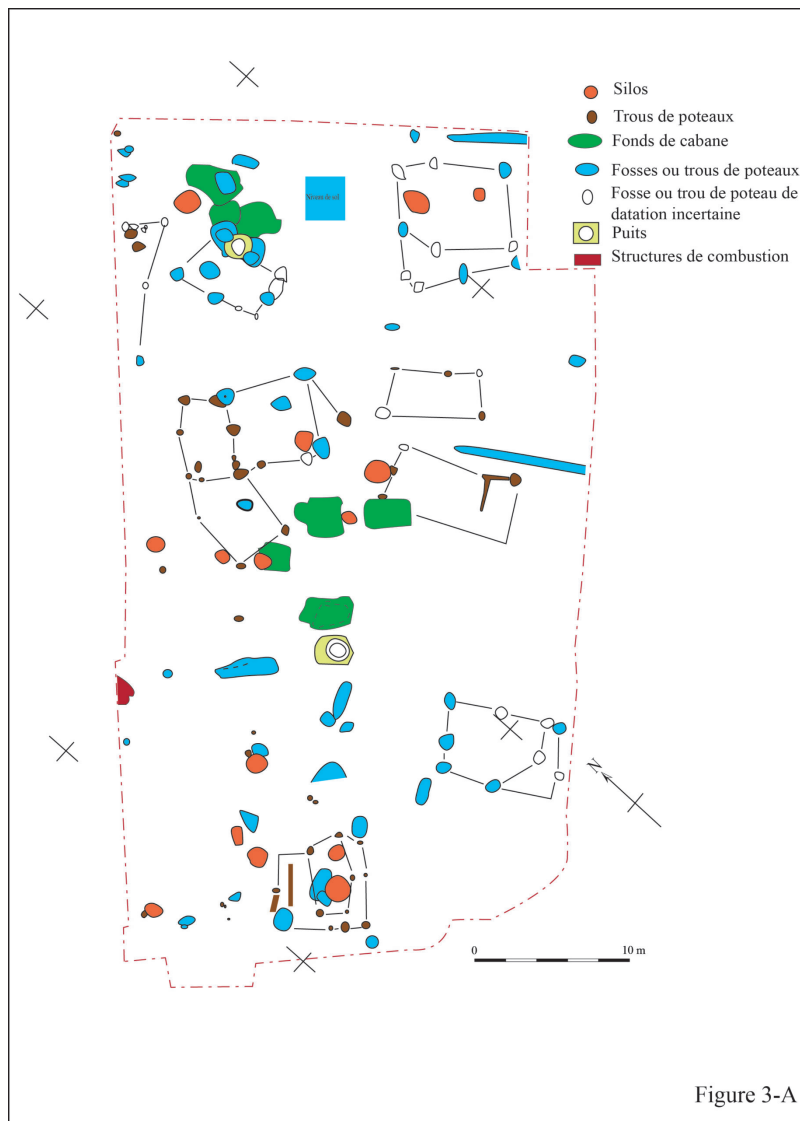 Silos
Trous de poteaux
Fonds de cabane
Fosses ou trous de poteaux
Fosse ou trou de poteau de
datation incertaine
Puits
Structures de combustion
N
0 10 m
Figure 3-A